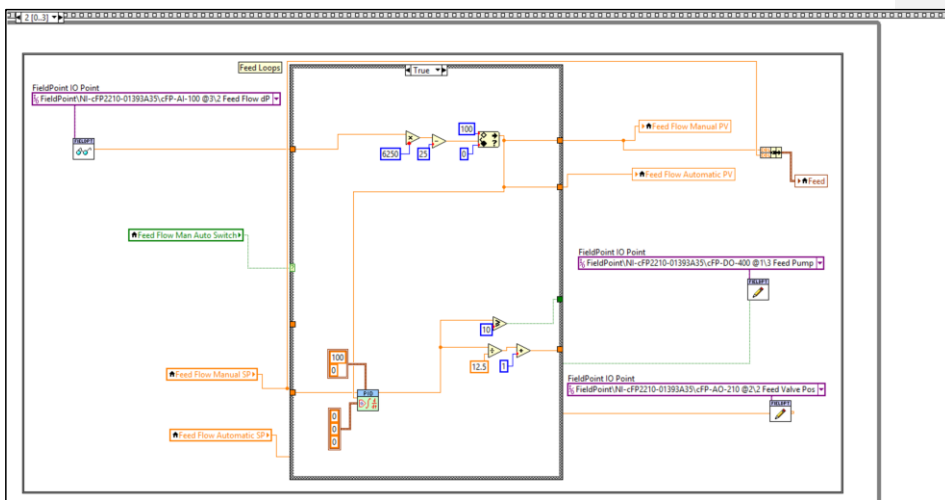 2 [0..3]
Feed Loops
True
FieldPoint IO Point
FieldPoint\NI-cFP2210-01393A35\cFP-AI-100 @3\2 Feed Flow dP
FIELDPT
6250
25
100
0
Feed Flow Manual PV
Feed Flow Automatic PV
Feed
Feed Flow Man Auto Switch
FieldPoint IO Point
FieldPoint\NI-cFP2210-01393A35\cFP-DO-400 @1\3 Feed Pump
FIELDPT
10
12.5
1
100
0
PID
0
0
0
Feed Flow Manual SP
Feed Flow Automatic SP
FieldPoint IO Point
FieldPoint\NI-cFP2210-01393A35\cFP-AO-210 @2\2 Feed Valve Pos
FIELDPT